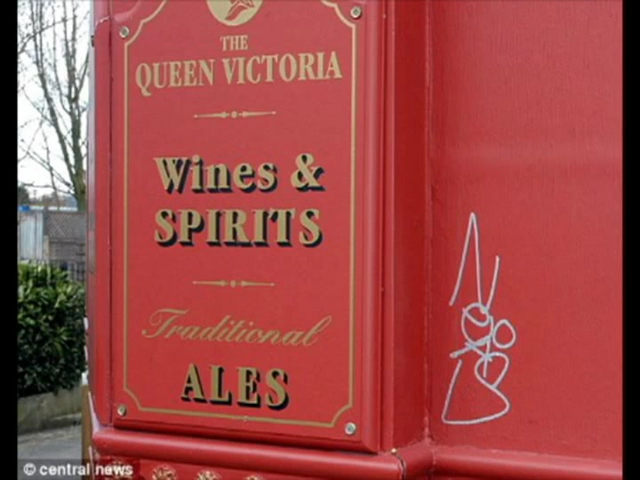 THE
QUEEN VICTORIA
Wines &
SPIRITS
Traditional
ALES
© central news